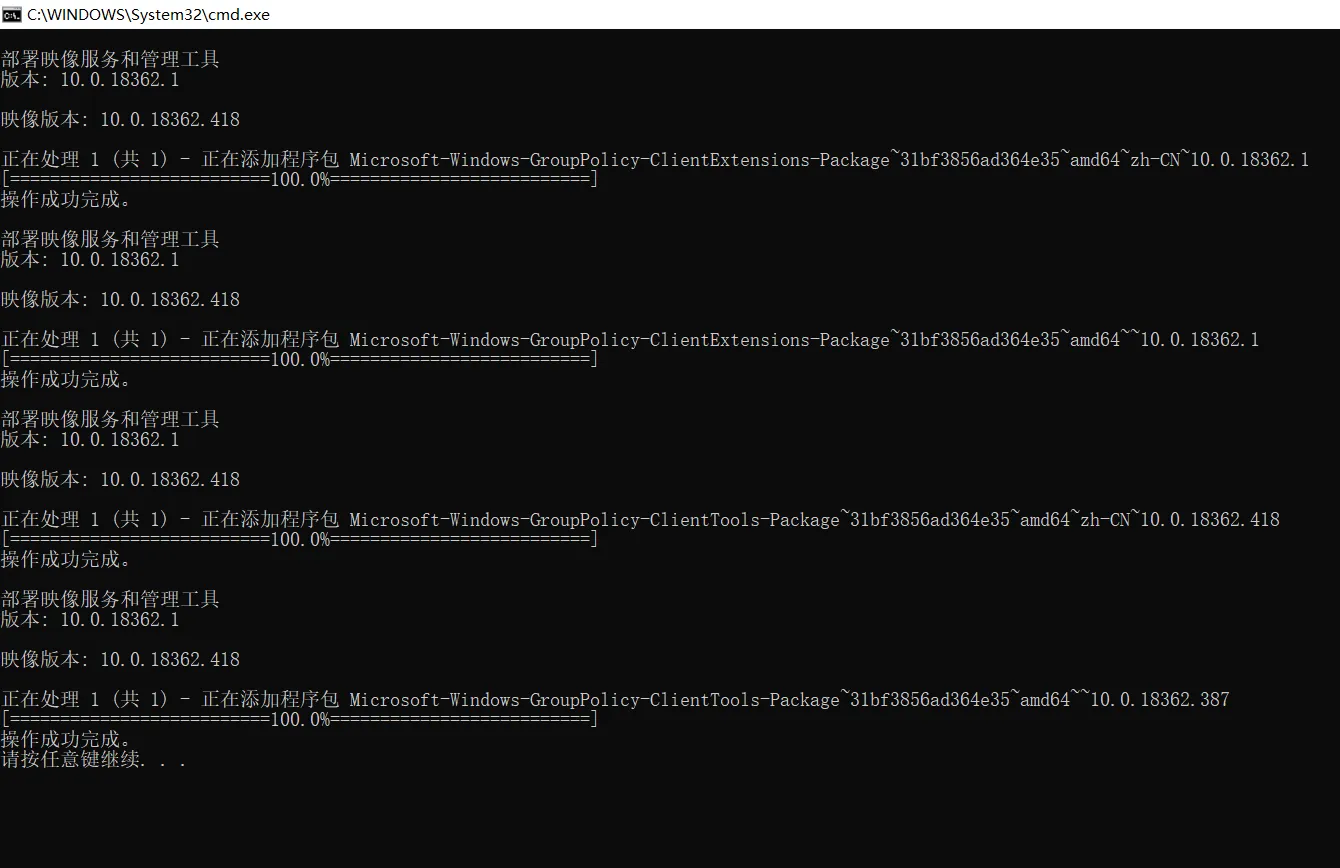 C:\WINDOWS\System32\cmd.exe
部署映像服务和管理工具
版本: 10.0.18362.1
映像版本: 10.0.18362.418
正在处理 1 (共 1) - 正在添加程序包 Microsoft-Windows-GroupPolicy-ClientExtensions-Package~31bf3856ad364e35~amd64~zh-CN~10.0.18362.1
[==========================100.0%==========================]
操作成功完成。
部署映像服务和管理工具
版本: 10.0.18362.1
映像版本: 10.0.18362.418
正在处理 1 (共 1) - 正在添加程序包 Microsoft-Windows-GroupPolicy-ClientExtensions-Package~31bf3856ad364e35~amd64~~10.0.18362.1
[==========================100.0%==========================]
操作成功完成。
部署映像服务和管理工具
版本: 10.0.18362.1
映像版本: 10.0.18362.418
正在处理 1 (共 1) - 正在添加程序包 Microsoft-Windows-GroupPolicy-ClientTools-Package~31bf3856ad364e35~amd64~zh-CN~10.0.18362.418
[==========================100.0%==========================]
操作成功完成。
部署映像服务和管理工具
版本: 10.0.18362.1
映像版本: 10.0.18362.418
正在处理 1 (共 1) - 正在添加程序包 Microsoft-Windows-GroupPolicy-ClientTools-Package~31bf3856ad364e35~amd64~~10.0.18362.387
[==========================100.0%==========================]
操作成功完成。
请按任意键继续. . .